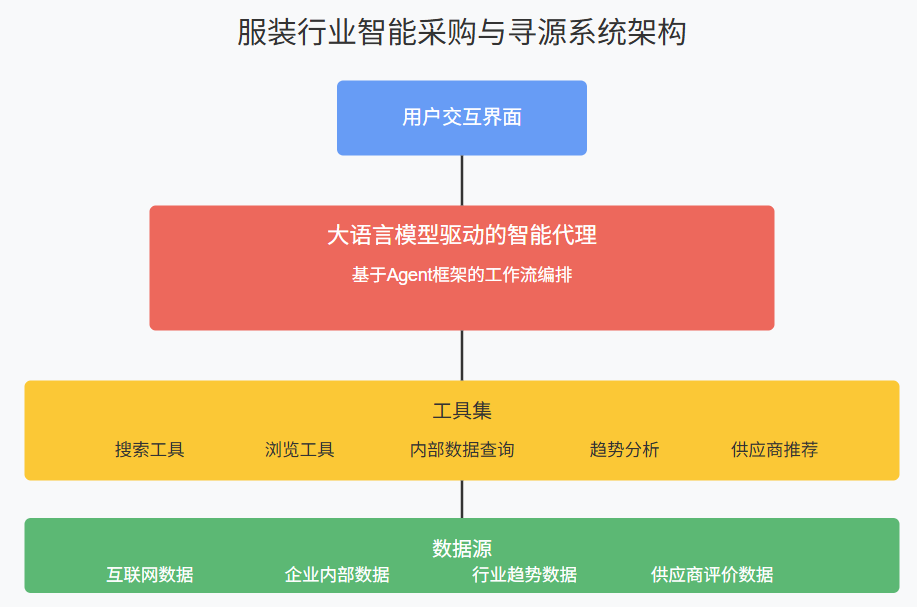 服装行业智能采购与寻源系统架构
用户交互界面
大语言模型驱动的智能代理
基于Agent框架的工作流编排
工具集
搜索工具 浏览工具 内部数据查询 趋势分析 供应商推荐
数据源
互联网数据 企业内部数据 行业趋势数据 供应商评价数据